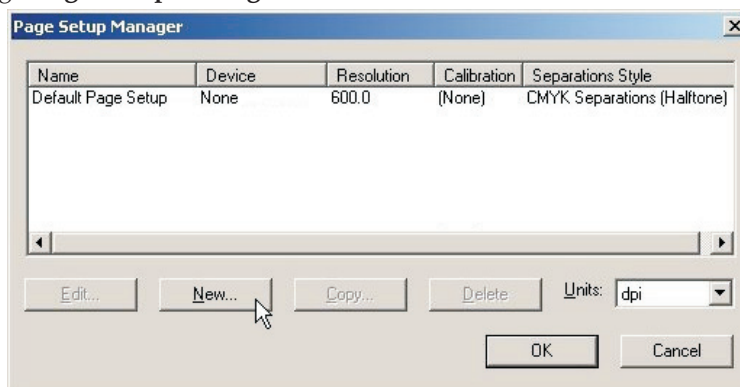 Page Setup Manager
Name Device Resolution Calibration Separations Style
Default Page Setup None 600.0 (None) CMYK Separations (Halftone)
Edit... New... Copy... Delete Units: dpi
OK Cancel